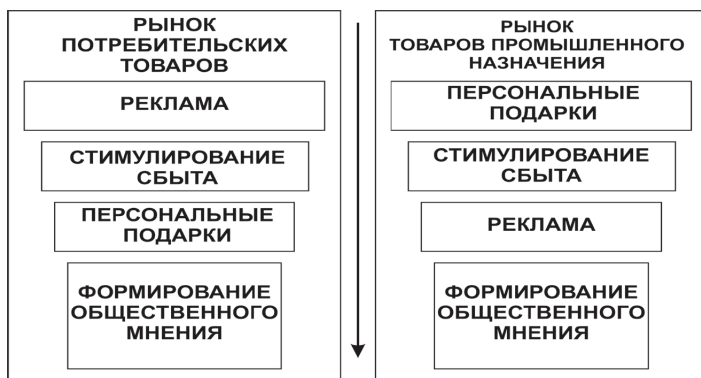 РЫНОК
ПОТРЕБИТЕЛЬСКИХ
ТОВАРОВ
РЕКЛАМА
СТИМУЛИРОВАНИЕ
СБЫТА
ПЕРСОНАЛЬНЫЕ
ПОДАРКИ
ФОРМИРОВАНИЕ
ОБЩЕСТВЕННОГО
МНЕНИЯ
РЫНОК
ТОВАРОВ ПРОМЫШЛЕННОГО
НАЗНАЧЕНИЯ
ПЕРСОНАЛЬНЫЕ
ПОДАРКИ
СТИМУЛИРОВАНИЕ
СБЫТА
РЕКЛАМА
ФОРМИРОВАНИЕ
ОБЩЕСТВЕННОГО
МНЕНИЯ